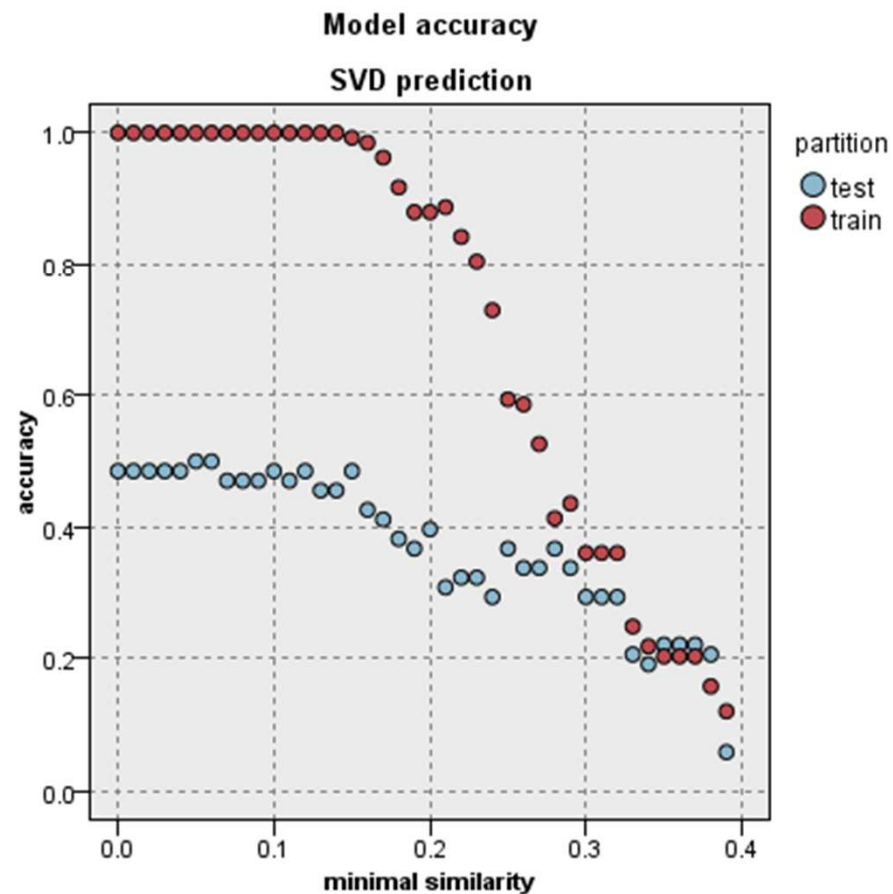 Model accuracy
SVD prediction
partition
test
train
accuracy
1.0
0.8
0.6
0.4
0.2
0.0
0.0 0.1 0.2 0.3 0.4
minimal similarity